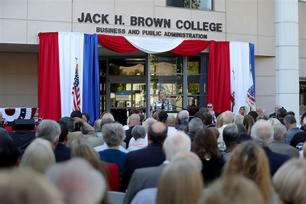 JACK H. BROWN COLLEGE
BUSINESS and PUBLIC ADMINISTRATION